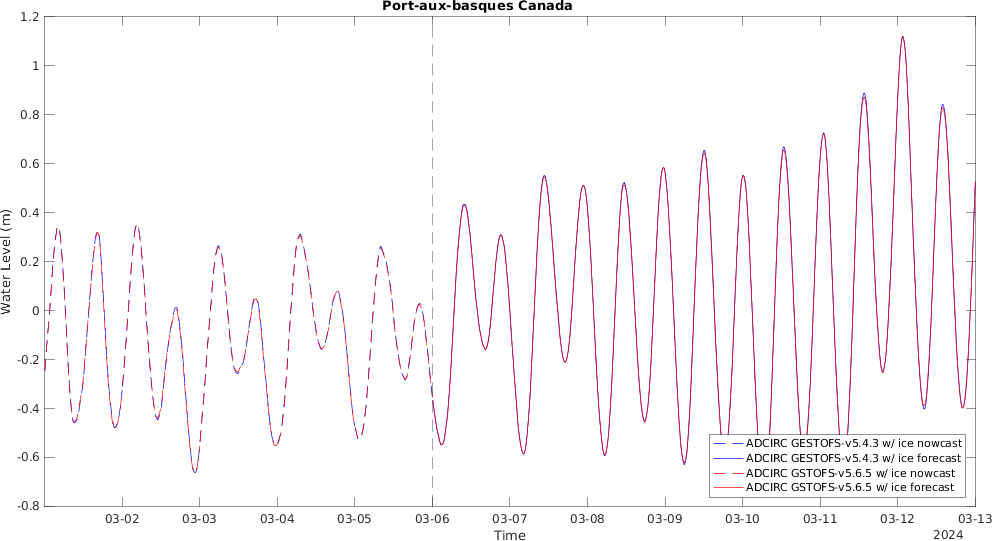 Port-aux-basques Canada
1.2
1
0.8
0.6
0.4
0.2
0
-0.2
-0.4
-0.6
-0.8
Water Level (m)
ADCIRC GESTOFS-v5.4.3 w/ ice nowcast
ADCIRC GESTOFS-v5.4.3 w/ ice forecast
ADCIRC GSTOFS-v5.6.5 w/ ice nowcast
ADCIRC GSTOFS-v5.6.5 w/ ice forecast
03-02 03-03 03-04 03-05 03-06 03-07 03-08 03-09 03-10 03-11 03-12 03-13
Time
2024